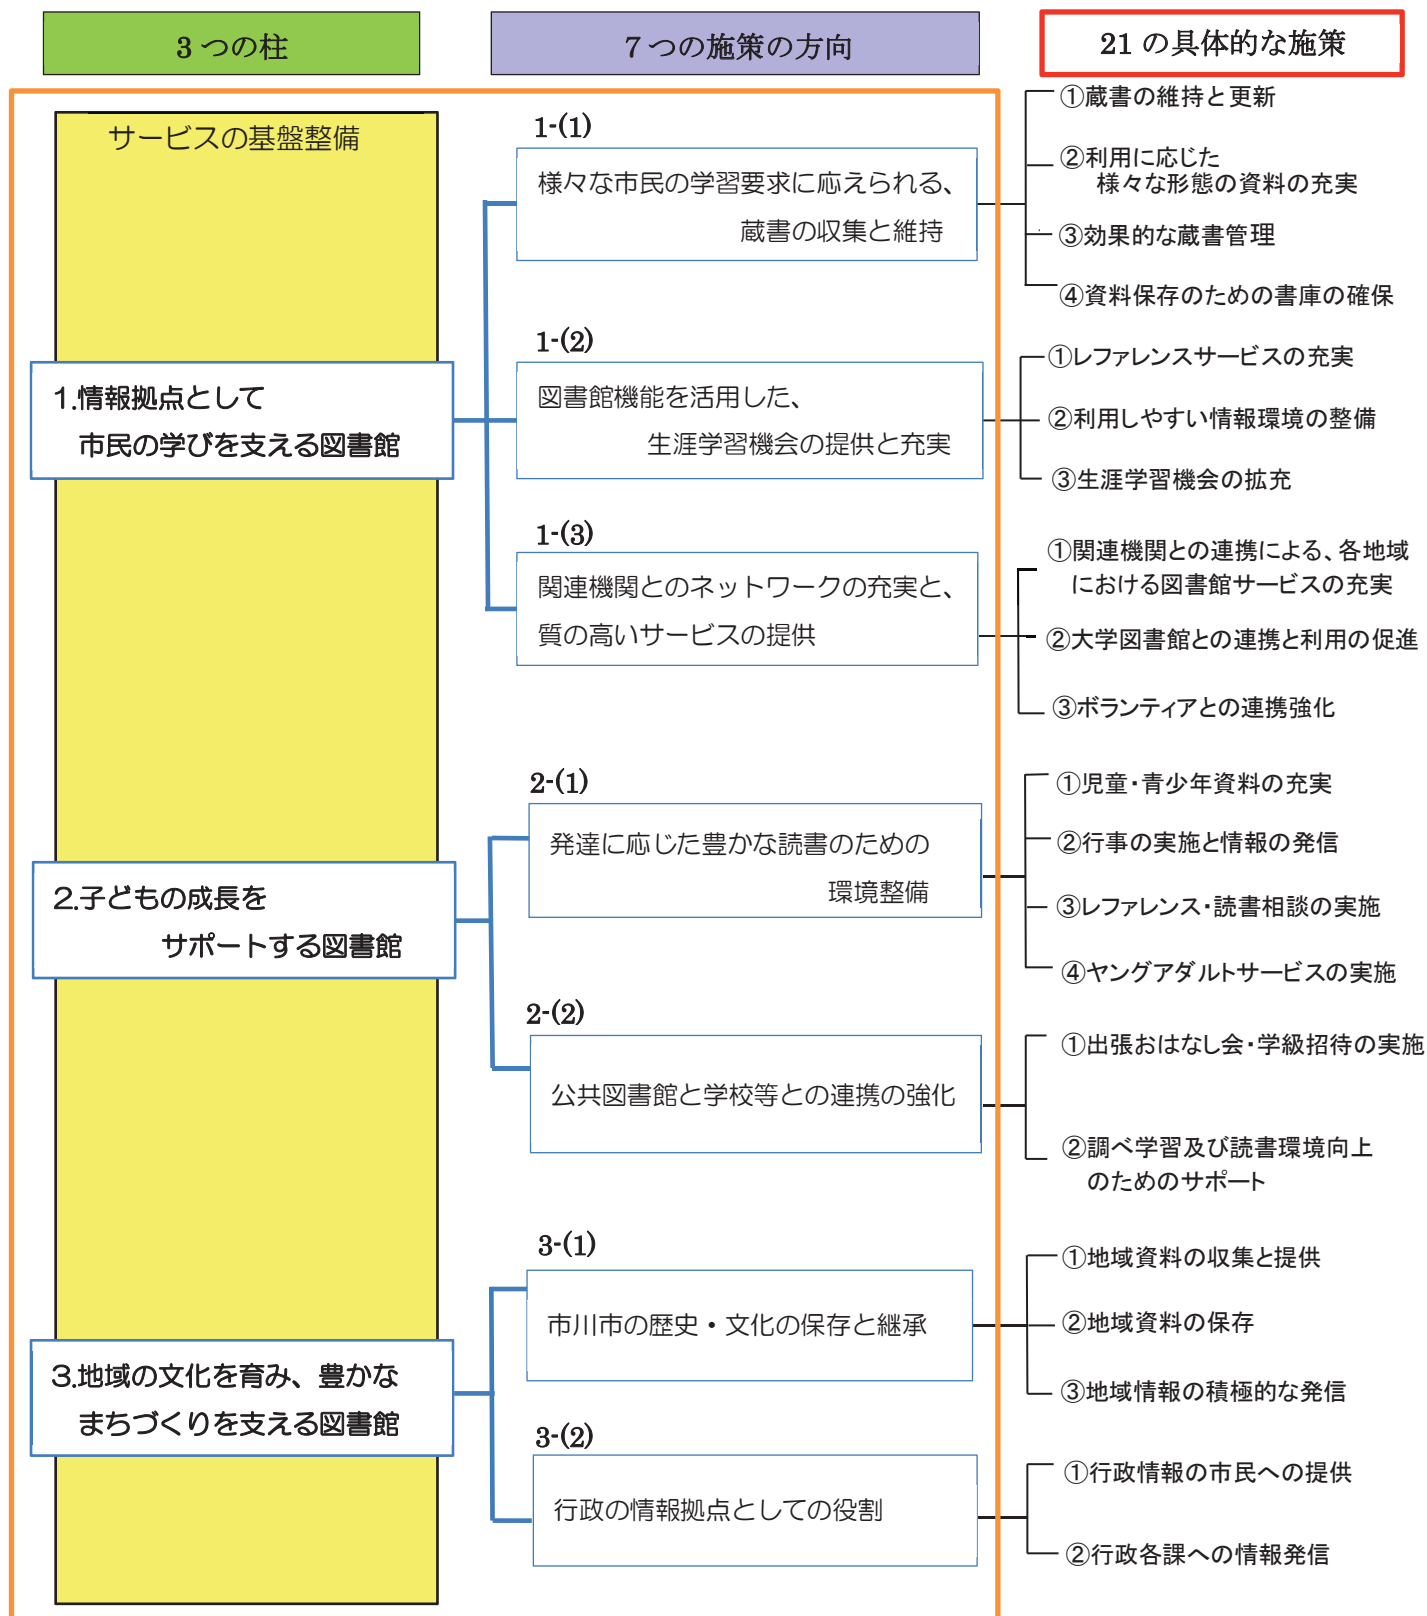 3つの柱
7つの施策の方向
21の具体的な施策
サービスの基盤整備
1.情報拠点として
市民の学びを支える図書館
1-(1)
様々な市民の学習要求に応えられる、
蔵書の収集と維持
①蔵書の維持と更新
②利用に応じた
様々な形態の資料の充実
③効果的な蔵書管理
④資料保存のための書庫の確保
1-(2)
図書館機能を活用した、
生涯学習機会の提供と充実
①レファレンスサービスの充実
②利用しやすい情報環境の整備
③生涯学習機会の拡充
1-(3)
関連機関とのネットワークの充実と、
質の高いサービスの提供
①関連機関との連携による、各地域
における図書館サービスの充実
②大学図書館との連携と利用の促進
③ボランティアとの連携強化
2.子どもの成長を
サポートする図書館
2-(1)
発達に応じた豊かな読書のための
環境整備
①児童・青少年資料の充実
②行事の実施と情報の発信
③レファレンス・読書相談の実施
④ヤングアダルトサービスの実施
2-(2)
公共図書館と学校等との連携の強化
①出張おはなし会・学級招待の実施
②調べ学習及び読書環境向上
のためのサポート
3.地域の文化を育み、豊かな
まちづくりを支える図書館
3-(1)
市川市の歴史・文化の保存と継承
①地域資料の収集と提供
②地域資料の保存
③地域情報の積極的な発信
3-(2)
行政の情報拠点としての役割
①行政情報の市民への提供
②行政各課への情報発信